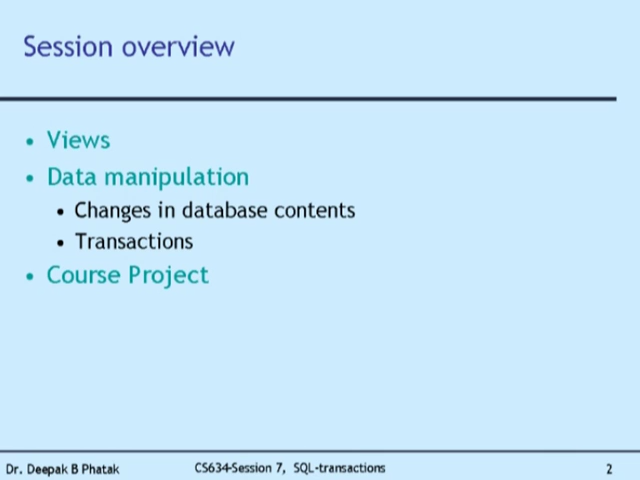 Session overview
• Views
• Data manipulation
• Changes in database contents
• Transactions
• Course Project
Dr. Deepak B Phatak CS634-Session 7, SQL-transactions 2